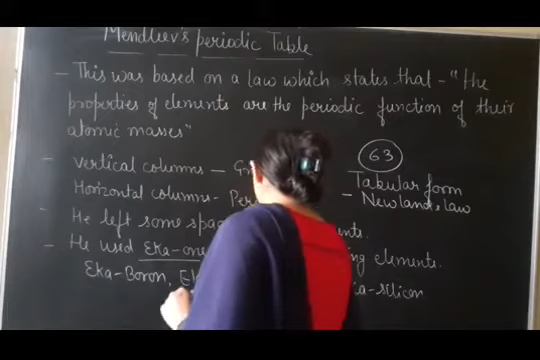 Mendleev's periodic Table
- This was based on a law which states that - "the
properties of elements are the periodic function of their
atomic masses"
- vertical columns -
63
Tabular form
Horizontal columns -
- Newlands law
- He left some
- He used Eka-one
elements.
Eka-Boron,
silicon